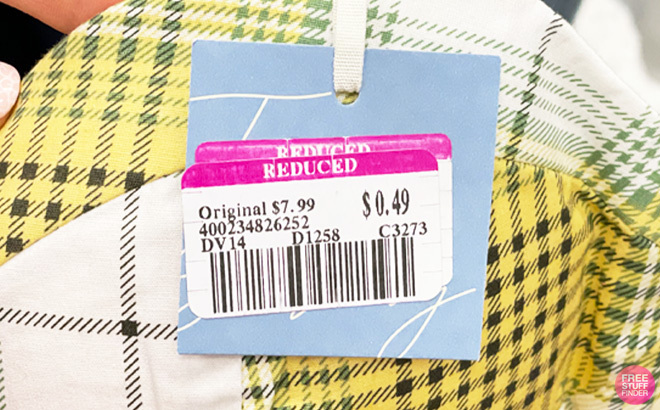 REDUCED
REDUCED
Original $7.99
$0.49
400234826252
DV14 D1258 C3273
FREE
STUFF
FINDER